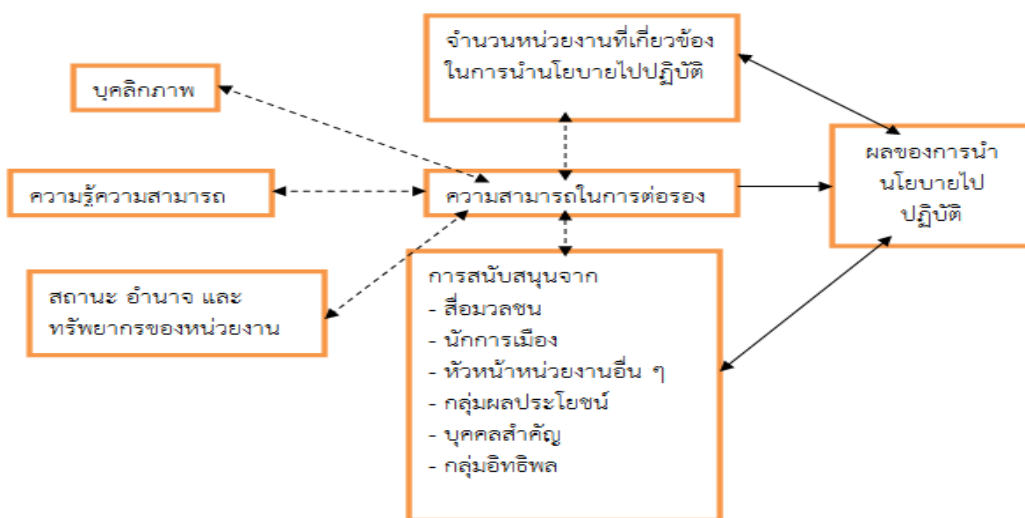 จำนวนหน่วยงานที่เกี่ยวข้อง
ในการนำนโยบายไปปฏิบัติ
บุคลิกภาพ
ผลของการนำ
นโยบายไป
ปฏิบัติ
ความรู้ความสามารถ
ความสามารถในการต่อรอง
สถานะ อำนาจ และ
ทรัพยากรของหน่วยงาน
การสนับสนุนจาก
- สื่อมวลชน
- นักการเมือง
- หัวหน้าหน่วยงานอื่น ๆ
- กลุ่มผลประโยชน์
- บุคคลสำคัญ
- กลุ่มอิทธิพล